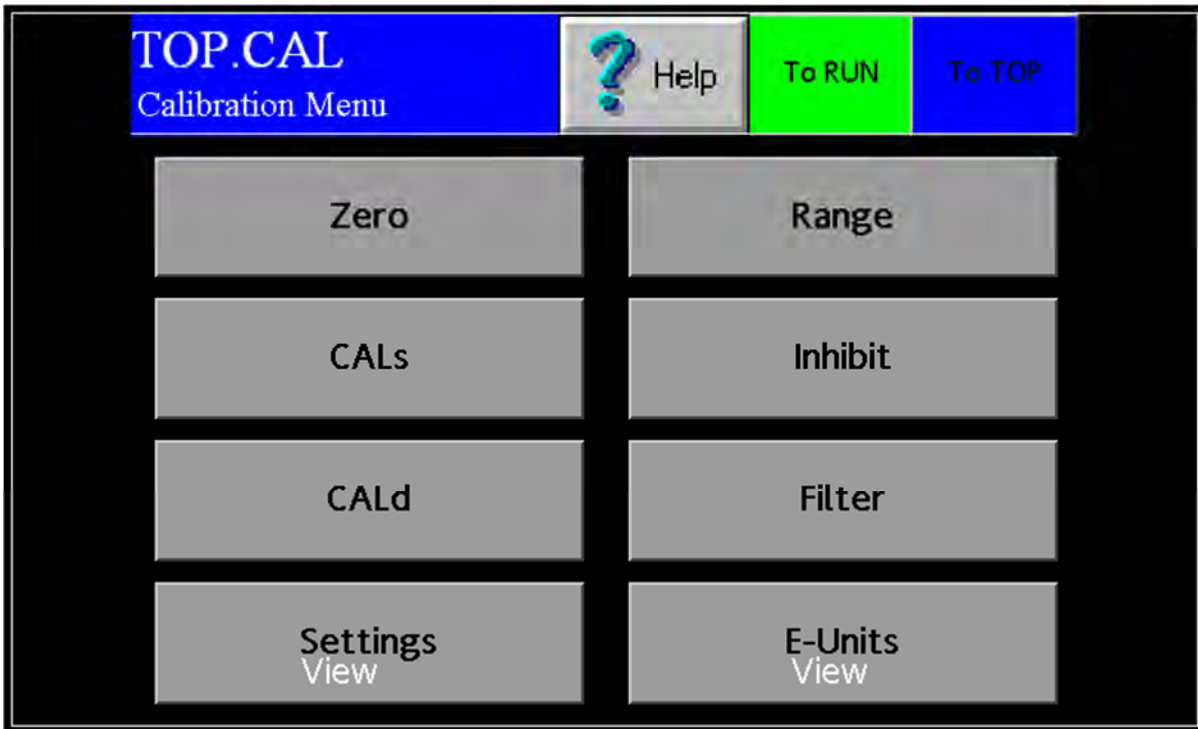 TOP.CAL
Calibration Menu
Help
To RUN
To TOP
Zero
Range
CALs
Inhibit
CALd
Filter
Settings
View
E-Units
View